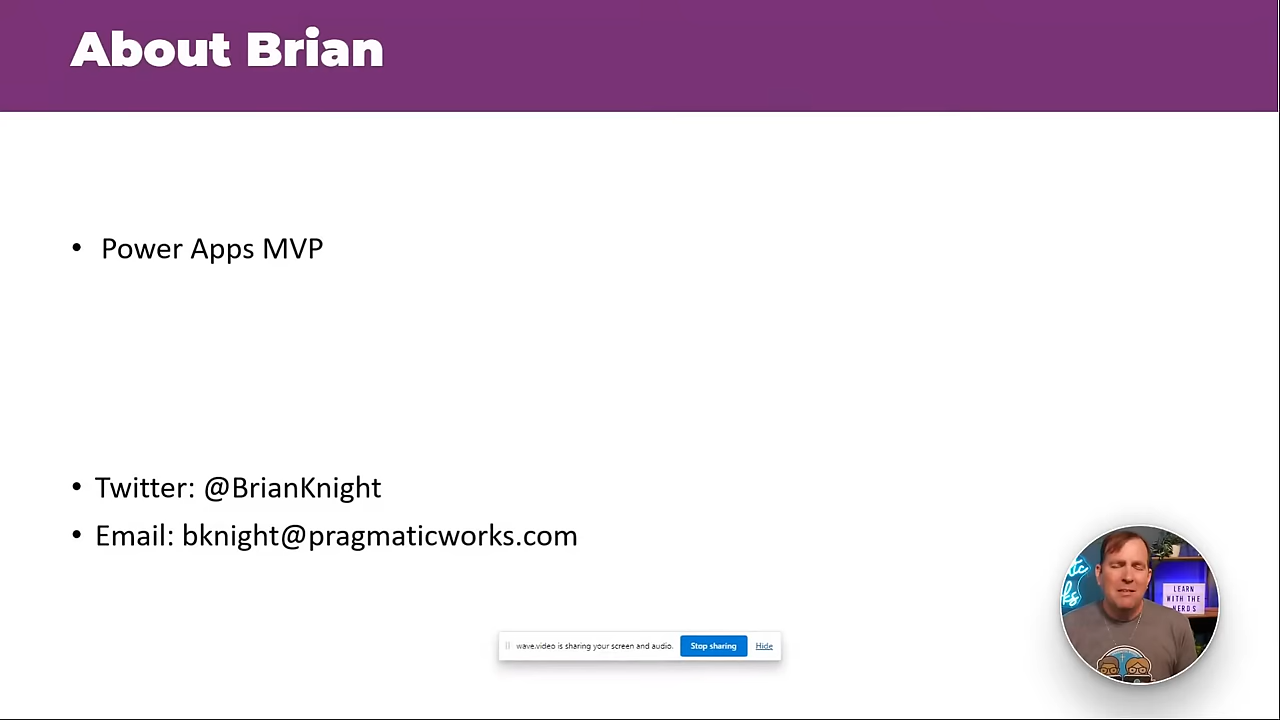 About Brian
• Power Apps MVP
• Twitter: @BrianKnight
• Email: bknight@pragmaticworks.com
wave.video is sharing your screen and audio. Stop sharing Hide
LEARN
WITH THE
NERDS